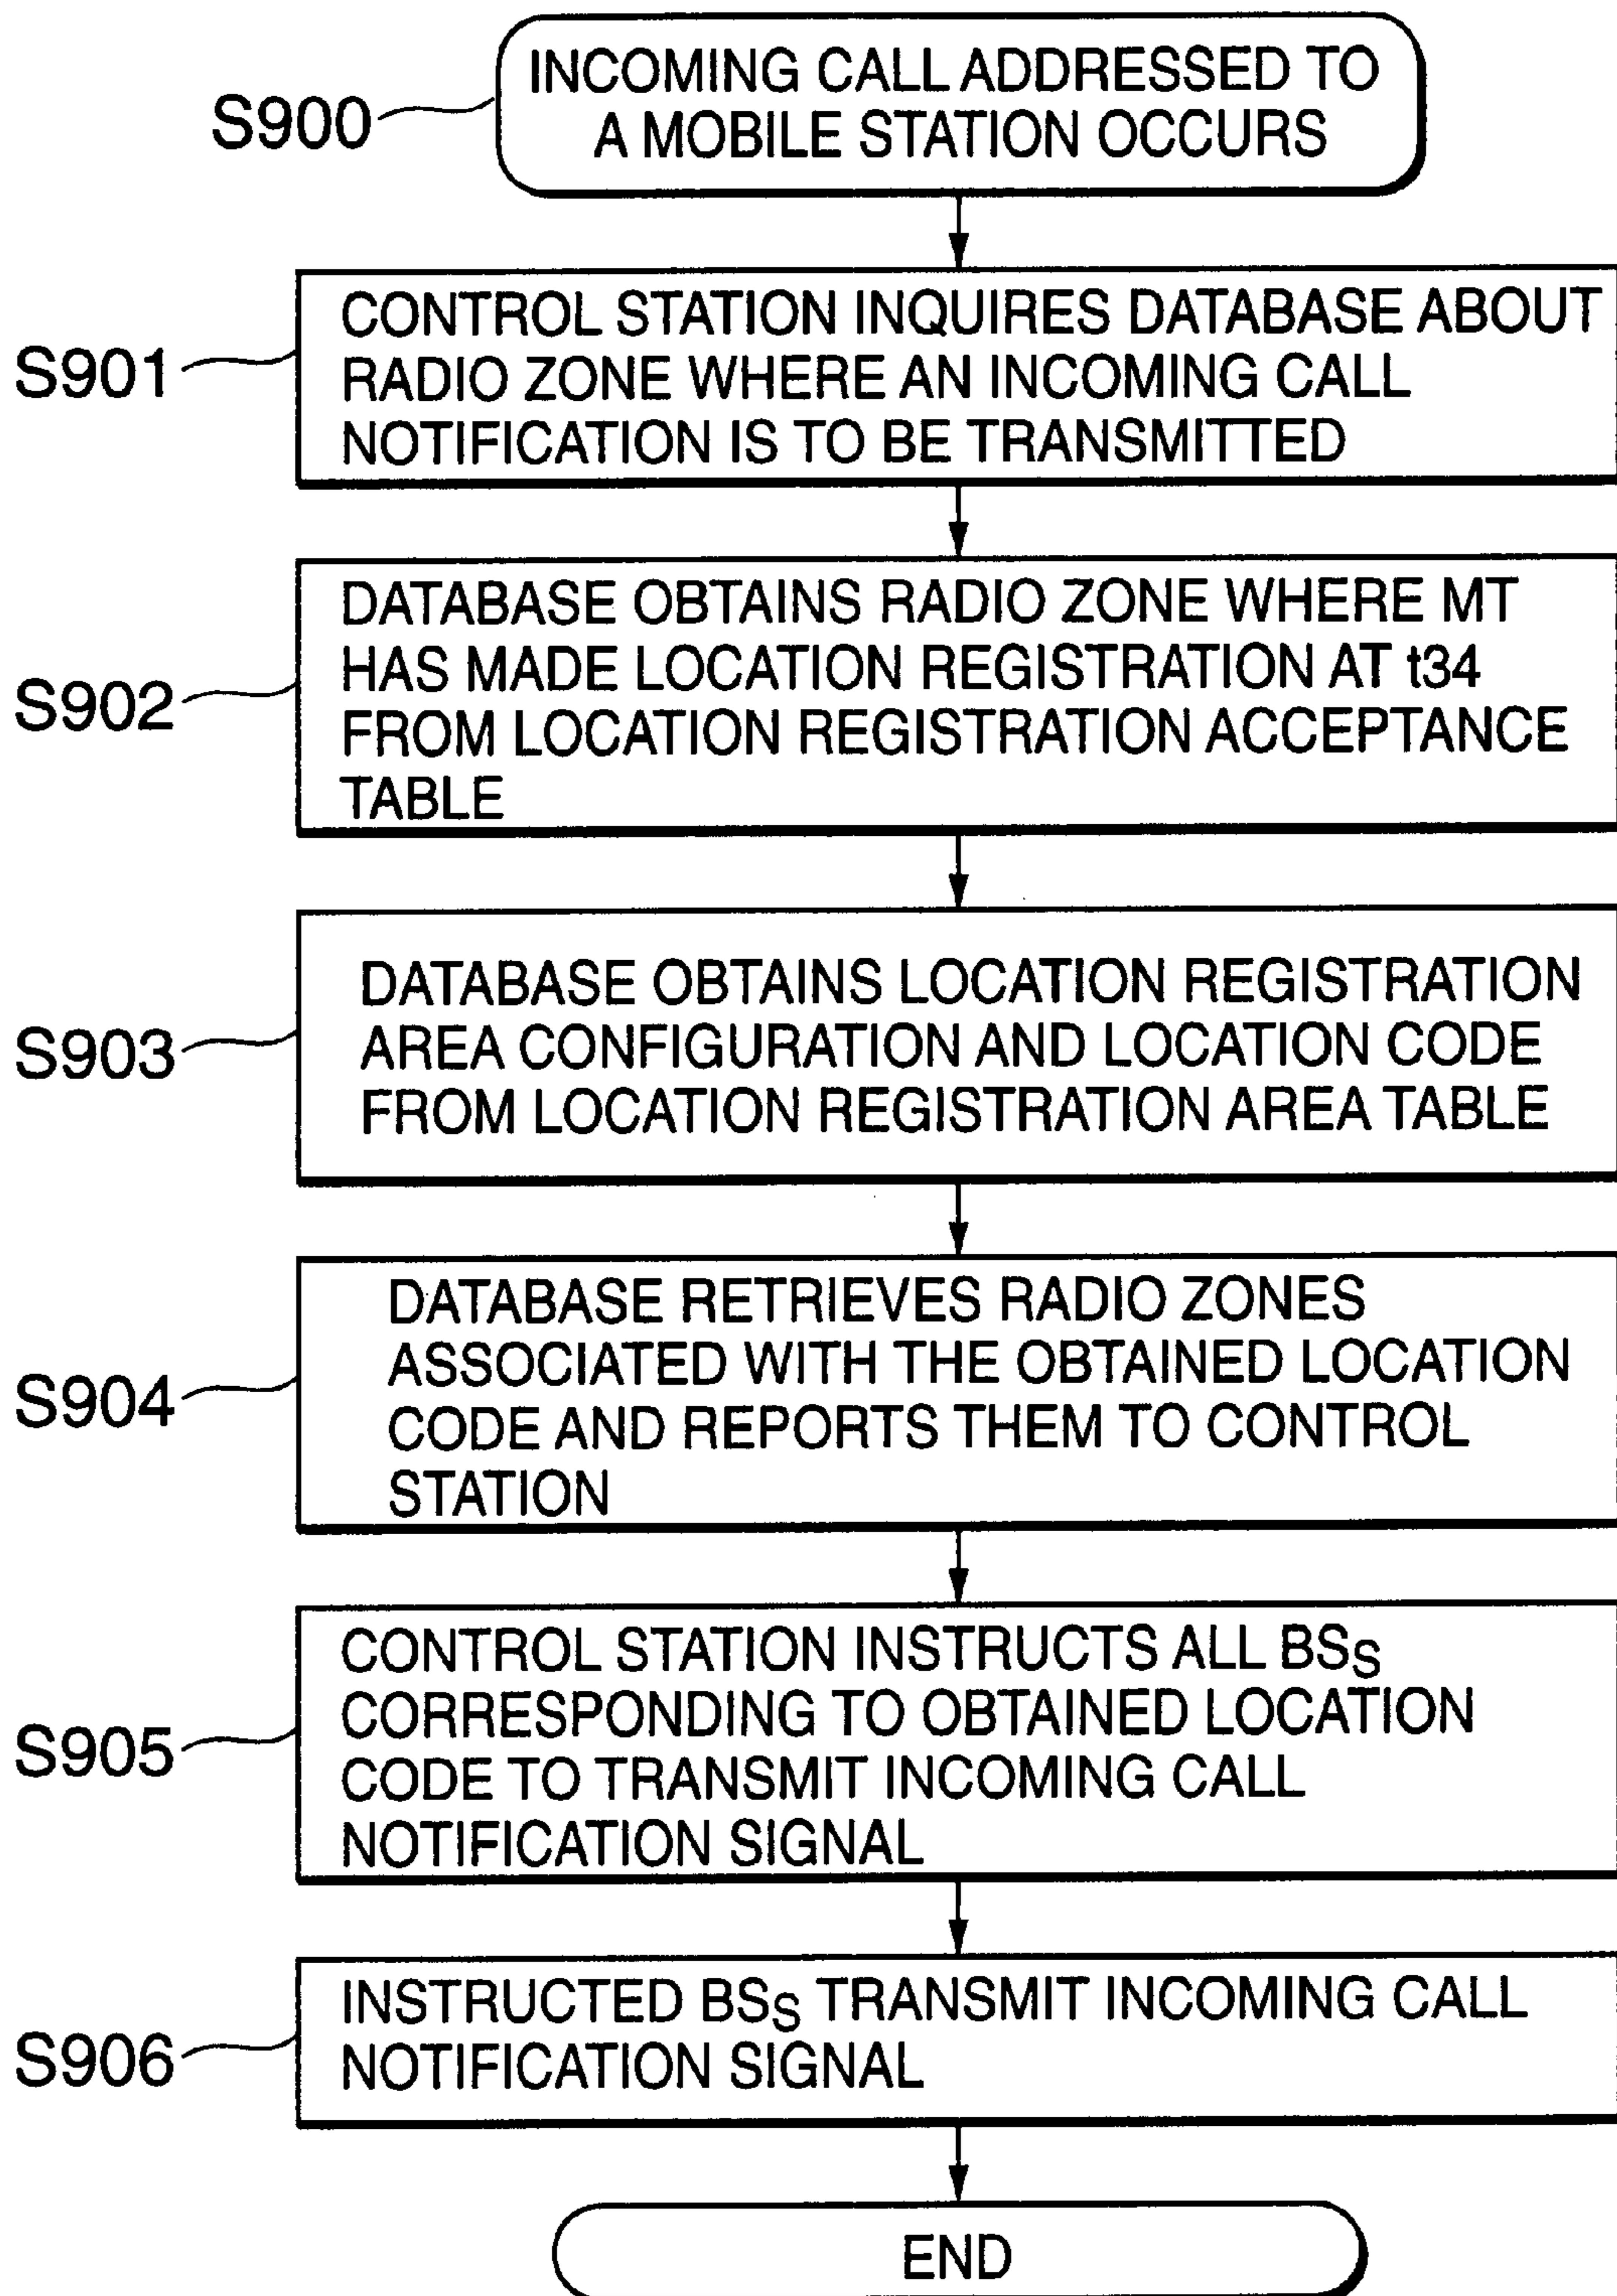 S900
INCOMING CALL ADDRESSED TO
A MOBILE STATION OCCURS
S901
CONTROL STATION INQUIRES DATABASE ABOUT
RADIO ZONE WHERE AN INCOMING CALL
NOTIFICATION IS TO BE TRANSMITTED
S902
DATABASE OBTAINS RADIO ZONE WHERE MT
HAS MADE LOCATION REGISTRATION AT t34
FROM LOCATION REGISTRATION ACCEPTANCE
TABLE
S903
DATABASE OBTAINS LOCATION REGISTRATION
AREA CONFIGURATION AND LOCATION CODE
FROM LOCATION REGISTRATION AREA TABLE
S904
DATABASE RETRIEVES RADIO ZONES
ASSOCIATED WITH THE OBTAINED LOCATION
CODE AND REPORTS THEM TO CONTROL
STATION
S905
CONTROL STATION INSTRUCTS ALL BSS
CORRESPONDING TO OBTAINED LOCATION
CODE TO TRANSMIT INCOMING CALL
NOTIFICATION SIGNAL
S906
INSTRUCTED BSS TRANSMIT INCOMING CALL
NOTIFICATION SIGNAL
END